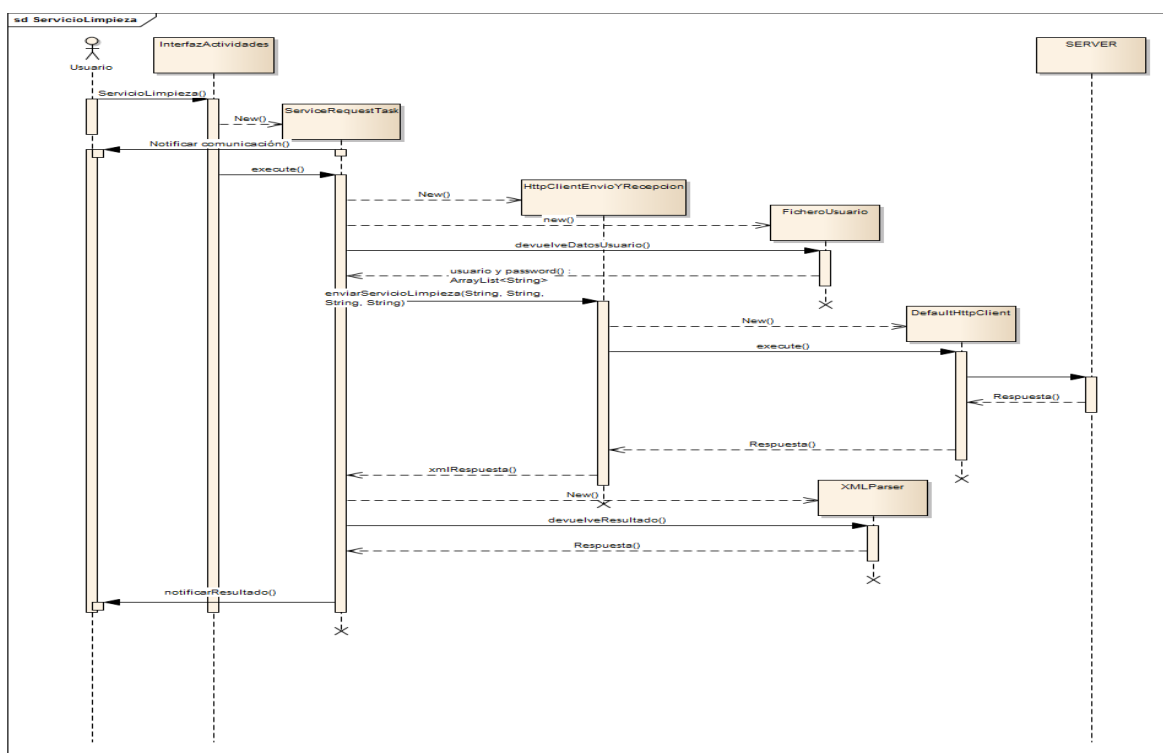 sd ServicioLimpieza
Usuario
InterfazActividades
SERVER
ServicioLimpieza()
New()
ServiceRequestTask
Notificar comunicación()
execute()
New()
HttpClientEnvioYRecepcion
new()
FicheroUsuario
devuelveDatosUsuario()
usuario y password() :
ArrayList<String>
enviarServicioLimpieza(String, String,
String, String)
New()
DefaultHttpClient
execute()
Respuesta()
Respuesta()
xmlRespuesta()
New()
XMLParser
devuelveResultado()
Respuesta()
notificarResultado()